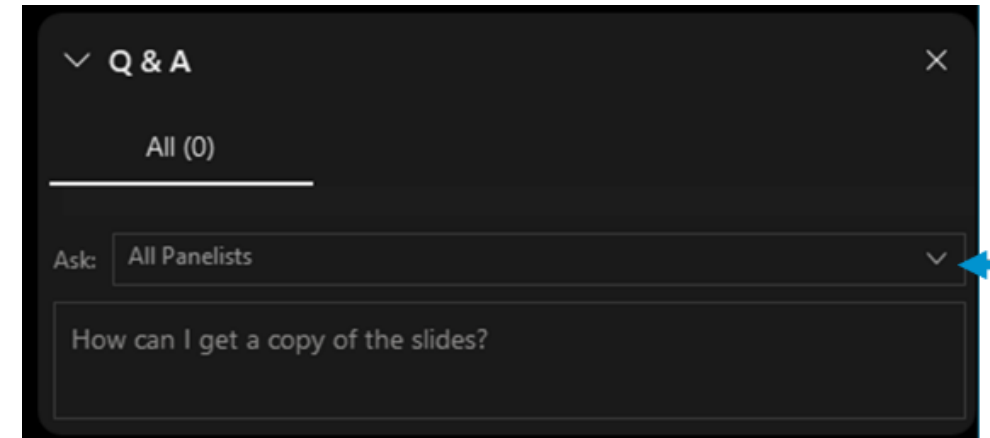 Q & A
All (0)
Ask: All Panelists
How can I get a copy of the slides?